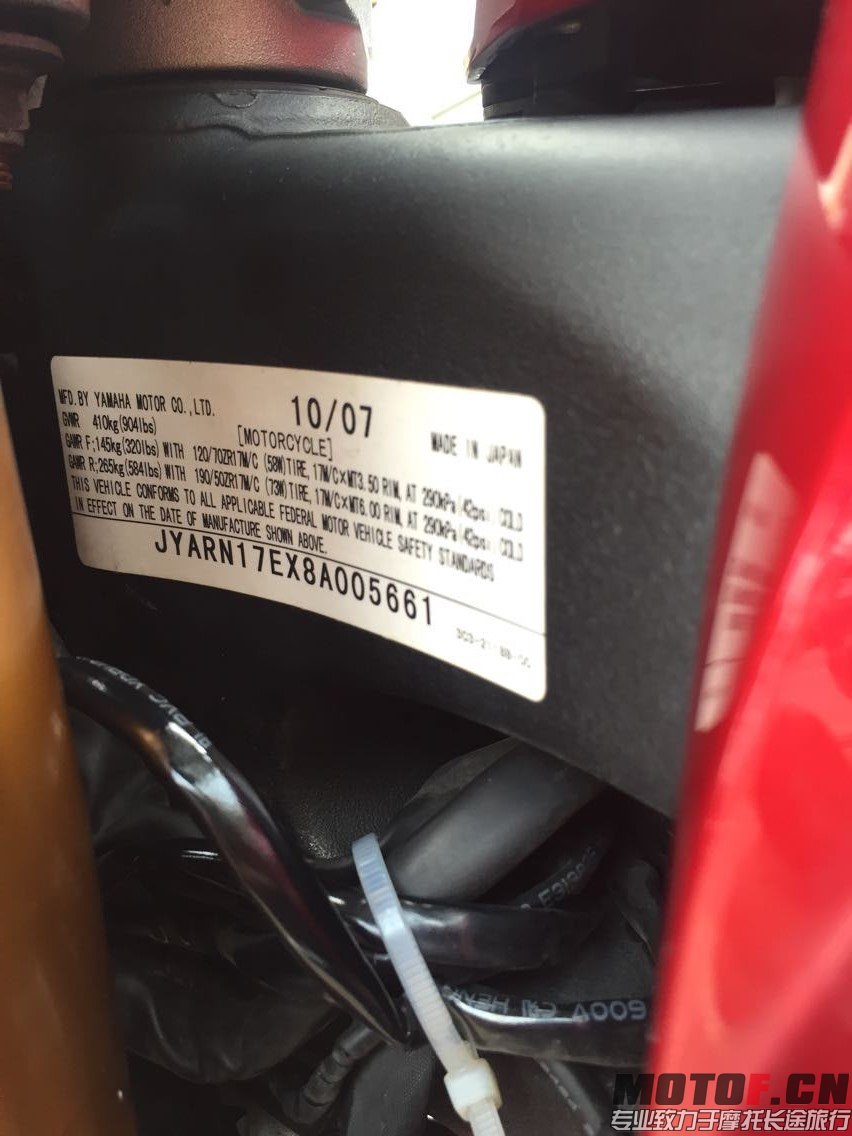 MFD.BY YAMAHA MOTOR CO.,LTD.
10/07
MADE IN JAPAN
GVWR 410kg(904lbs)
[MOTORCYCLE]
GAWR F;145kg(320lbs) WITH 120/70ZR17M/C (58W)TIRE, 17M/C×MT3.50 RIM, AT 290kPa(42psi)
GAWR R;265kg(584lbs) WITH 190/50ZR17M/C (73W)TIRE, 17M/C×MT6.00 RIM, AT 290kPa(42psi)
THIS VEHICLE CONFORMS TO ALL APPLICABLE FEDERAL MOTOR VEHICLE SAFETY STANDARDS
IN EFFECT ON THE DATE OF MANUFACTURE SHOWN ABOVE.
JYARN17EX8A005661
600V
MOTOF.CN
专业致力于摩托长途旅行